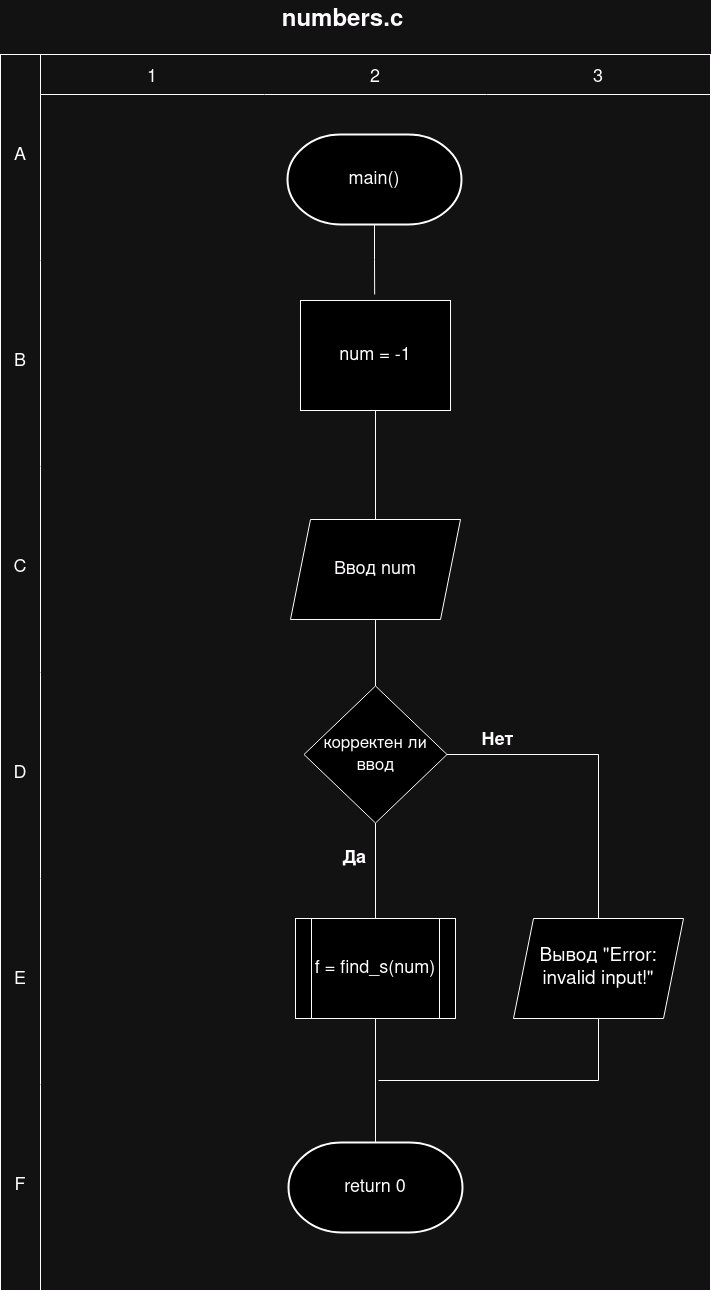 numbers.c
1
2
3
A
main()
B
num = -1
C
Ввод num
D
корректен ли
ввод
Нет
Да
E
f = find_s(num)
Вывод "Error:
invalid input!"
F
return 0